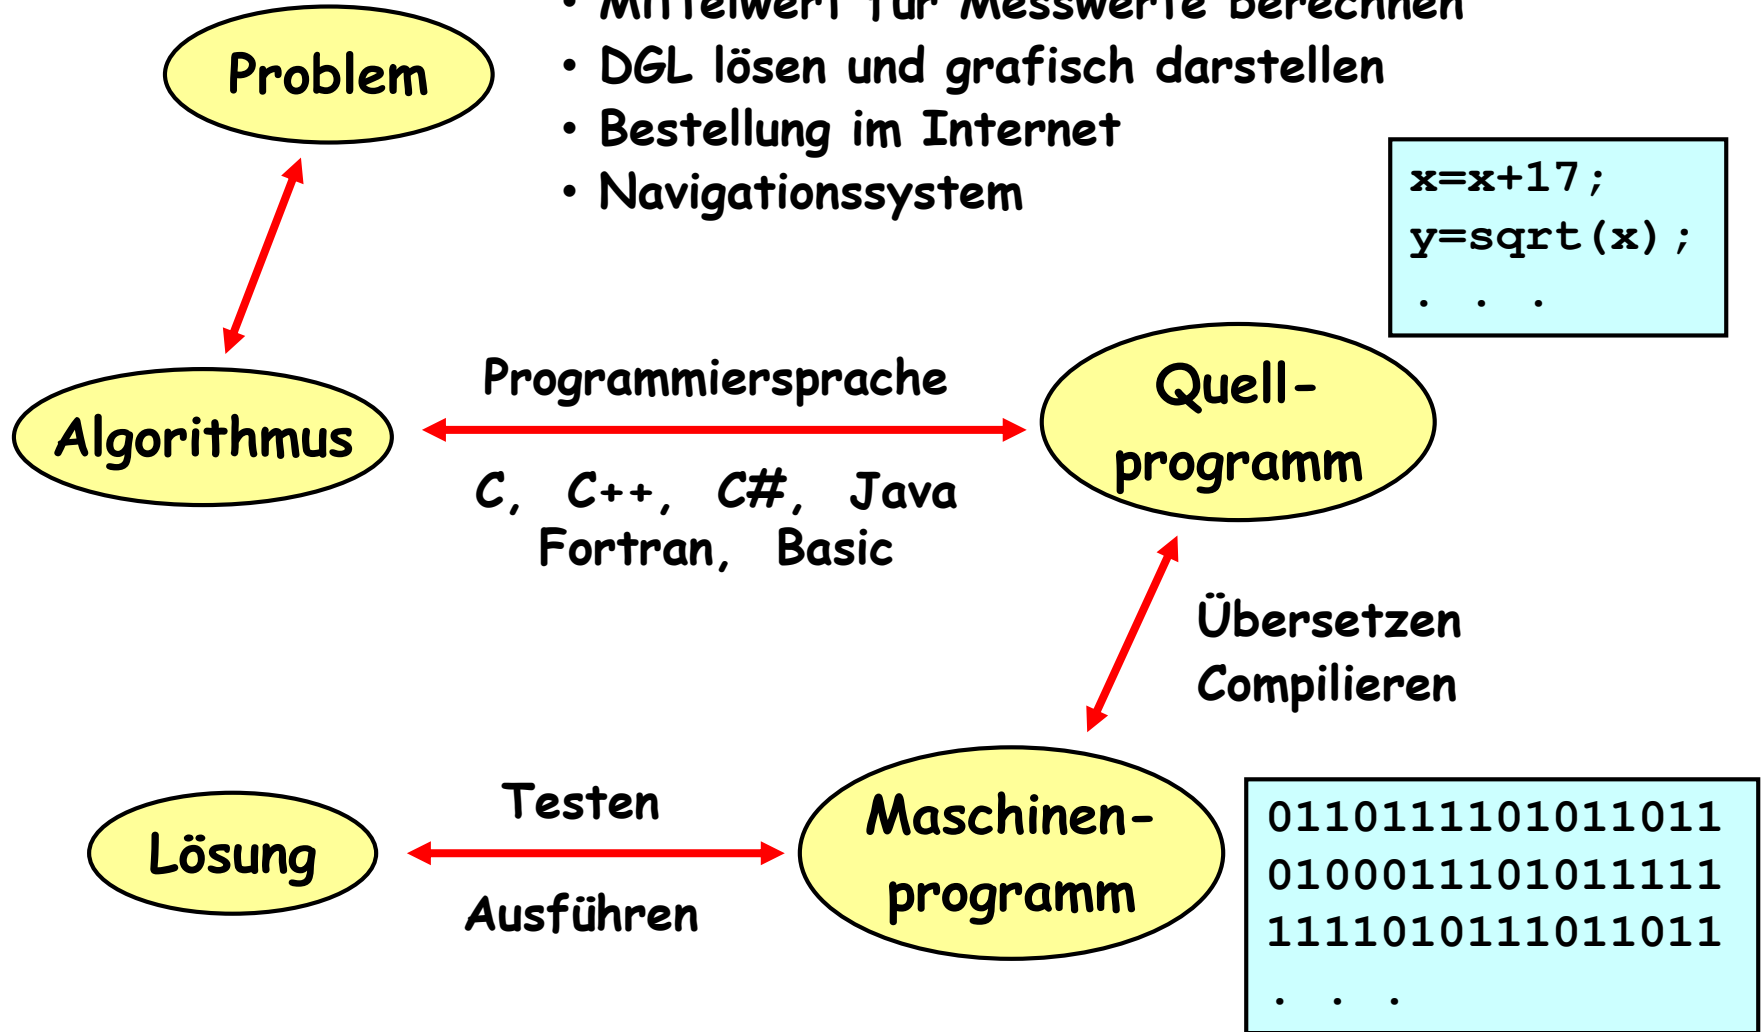 • Mittelwert für Messwerte berechnen
Problem
• DGL lösen und grafisch darstellen
• Bestellung im Internet
• Navigationssystem
x=x+17;
y=sqrt(x);
. . .
Programmiersprache
Quell-
programm
Algorithmus
C, C++, C#, Java
Fortran, Basic
Übersetzen
Compilieren
Testen
Lösung
Ausführen
Maschinen-
programm
0110111101011011
0100011101011111
1111010111011011
. . .